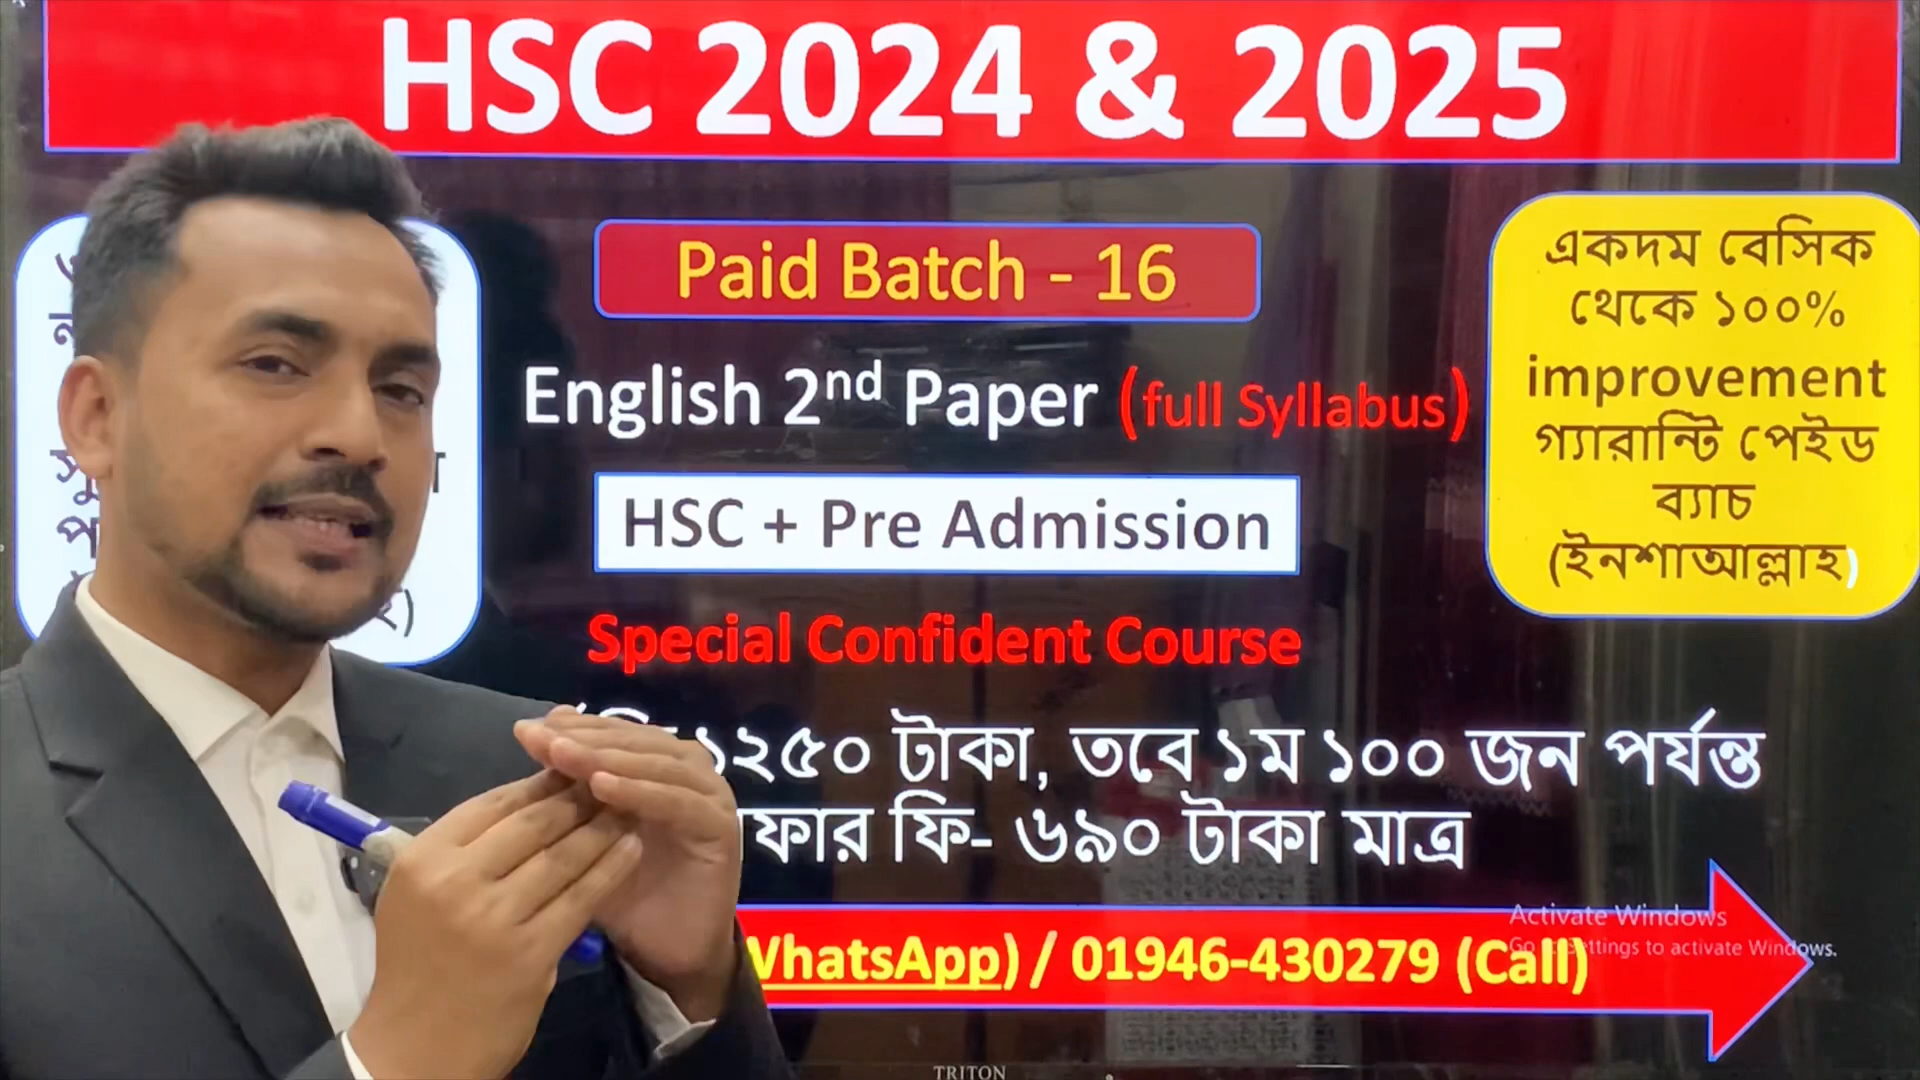 HSC 2024 & 2025
Paid Batch - 16
English 2nd Paper (full Syllabus)
HSC + Pre Admission
Special Confident Course
একদম বেসিক
থেকে ১০০%
improvement
গ্যারান্টি পেইড
ব্যাচ
(ইনশাআল্লাহ)
১২৫০ টাকা, তবে ১ম ১০০ জন পর্যন্ত
ফি- ৬৯০ টাকা মাত্র
WhatsApp) / 01946-430279 (Call)
Activate Windows
Go to Settings to activate Windows.
TRITON